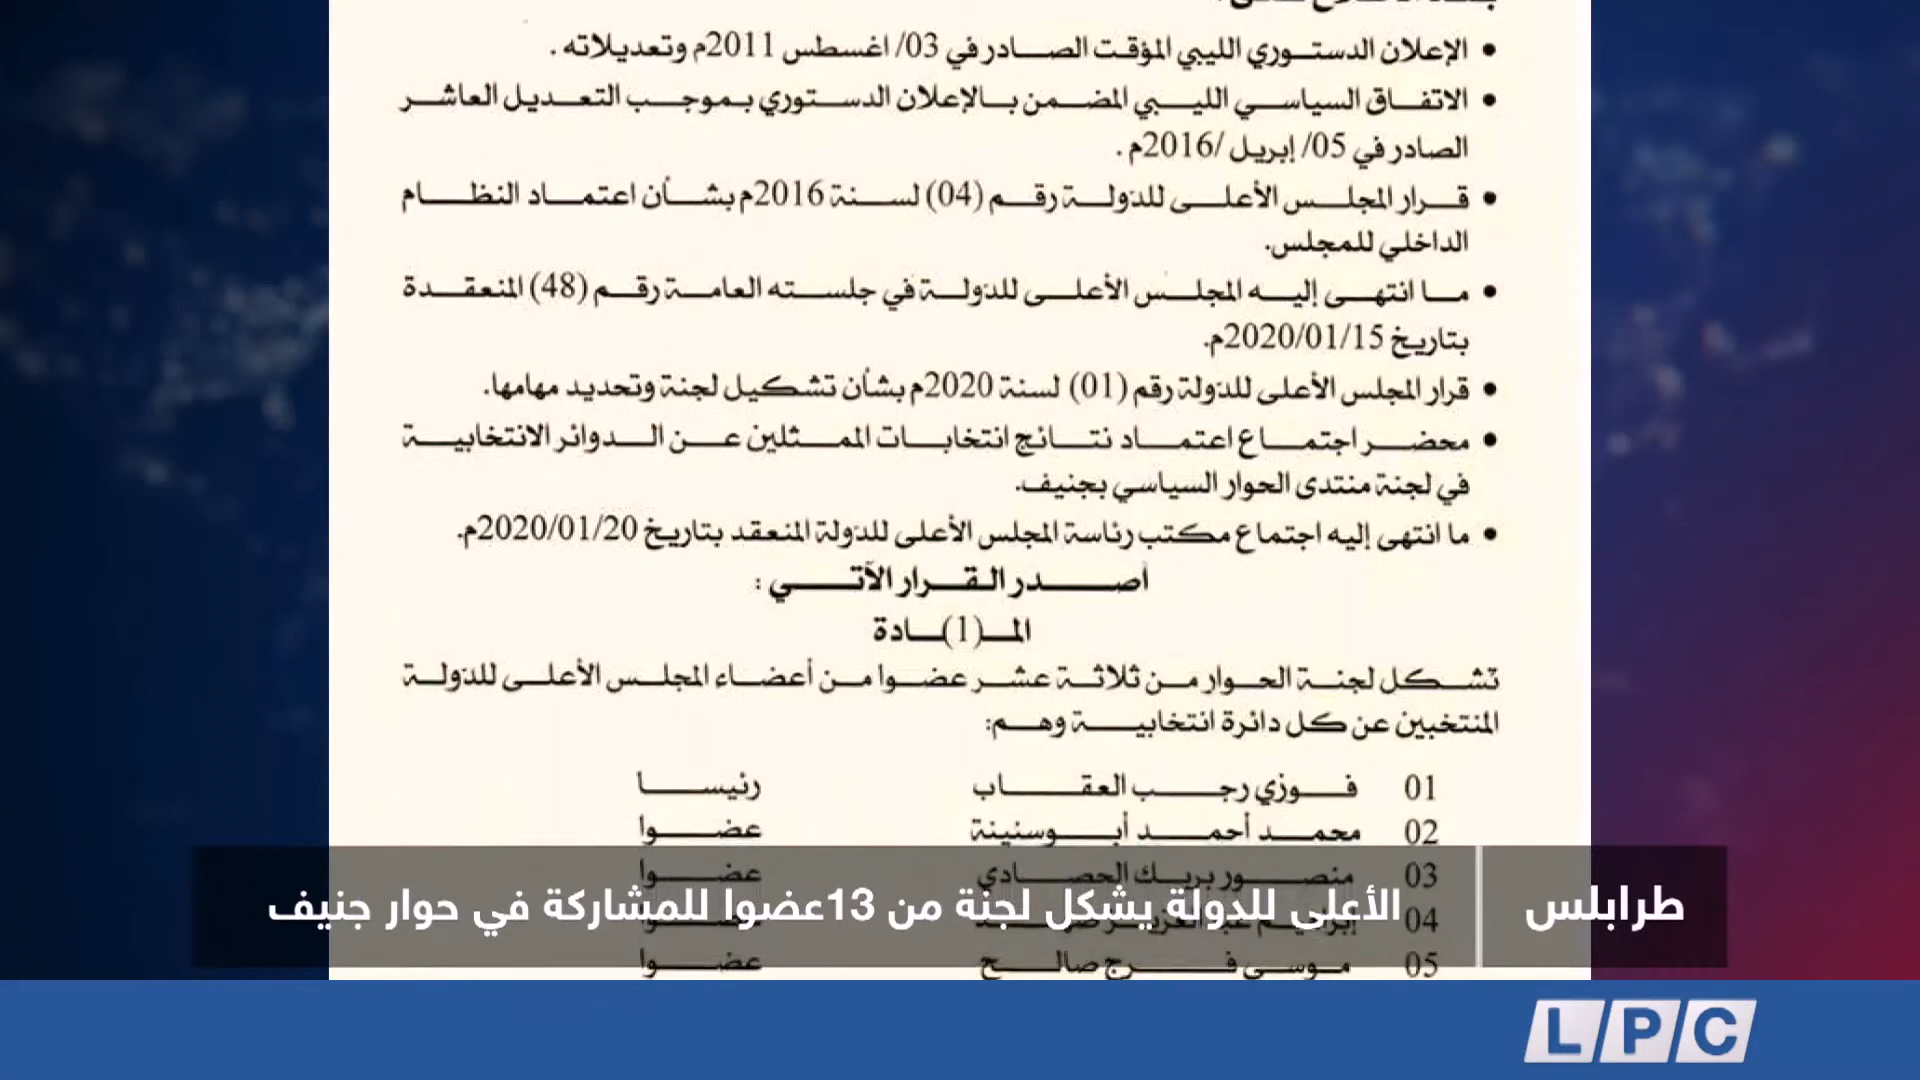 • الإعلان الدستوري الليبي المؤقت الصادر في 03/ اغسطس 2011م وتعديلاته .
• الاتفاق السياسي الليبي المضمن بالإعلان الدستوري بموجب التعديل العاشر
الصادر في 05/ إبريل /2016م .
• قرار المجلس الأعلى للدولة رقم (04) لسنة 2016م بشأن اعتماد النظام
الداخلي للمجلس.
• ما انتهى إليه المجلس الأعلى للدولة في جلسته العامة رقم (48) المنعقدة
بتاريخ 2020/01/15م.
• قرار المجلس الأعلى للدولة رقم (01) لسنة 2020م بشأن تشكيل لجنة وتحديد مهامها.
• محضر اجتماع اعتماد نتائج انتخابات الممثلين عن الدوائر الانتخابية
في لجنة منتدى الحوار السياسي بجنيف.
• ما انتهى إليه اجتماع مكتب رئاسة المجلس الأعلى للدولة المنعقد بتاريخ 2020/01/20م.
أصدر القرار الآتي :
المـ(1)ـادة
تشكل لجنة الحوار من ثلاثة عشر عضوا من أعضاء المجلس الأعلى للدولة
المنتخبين عن كل دائرة انتخابية وهم:
01 فوزي رجب العقاب رئيسا
02 محمد أحمد أبوسنينة عضوا
03 منصور بريك الحصادي عضوا
04 إبراهيم
05 موسى فرج صالح عضوا
طرابلس
الأعلى للدولة يشكل لجنة من 13عضوا للمشاركة في حوار جنيف
LPC